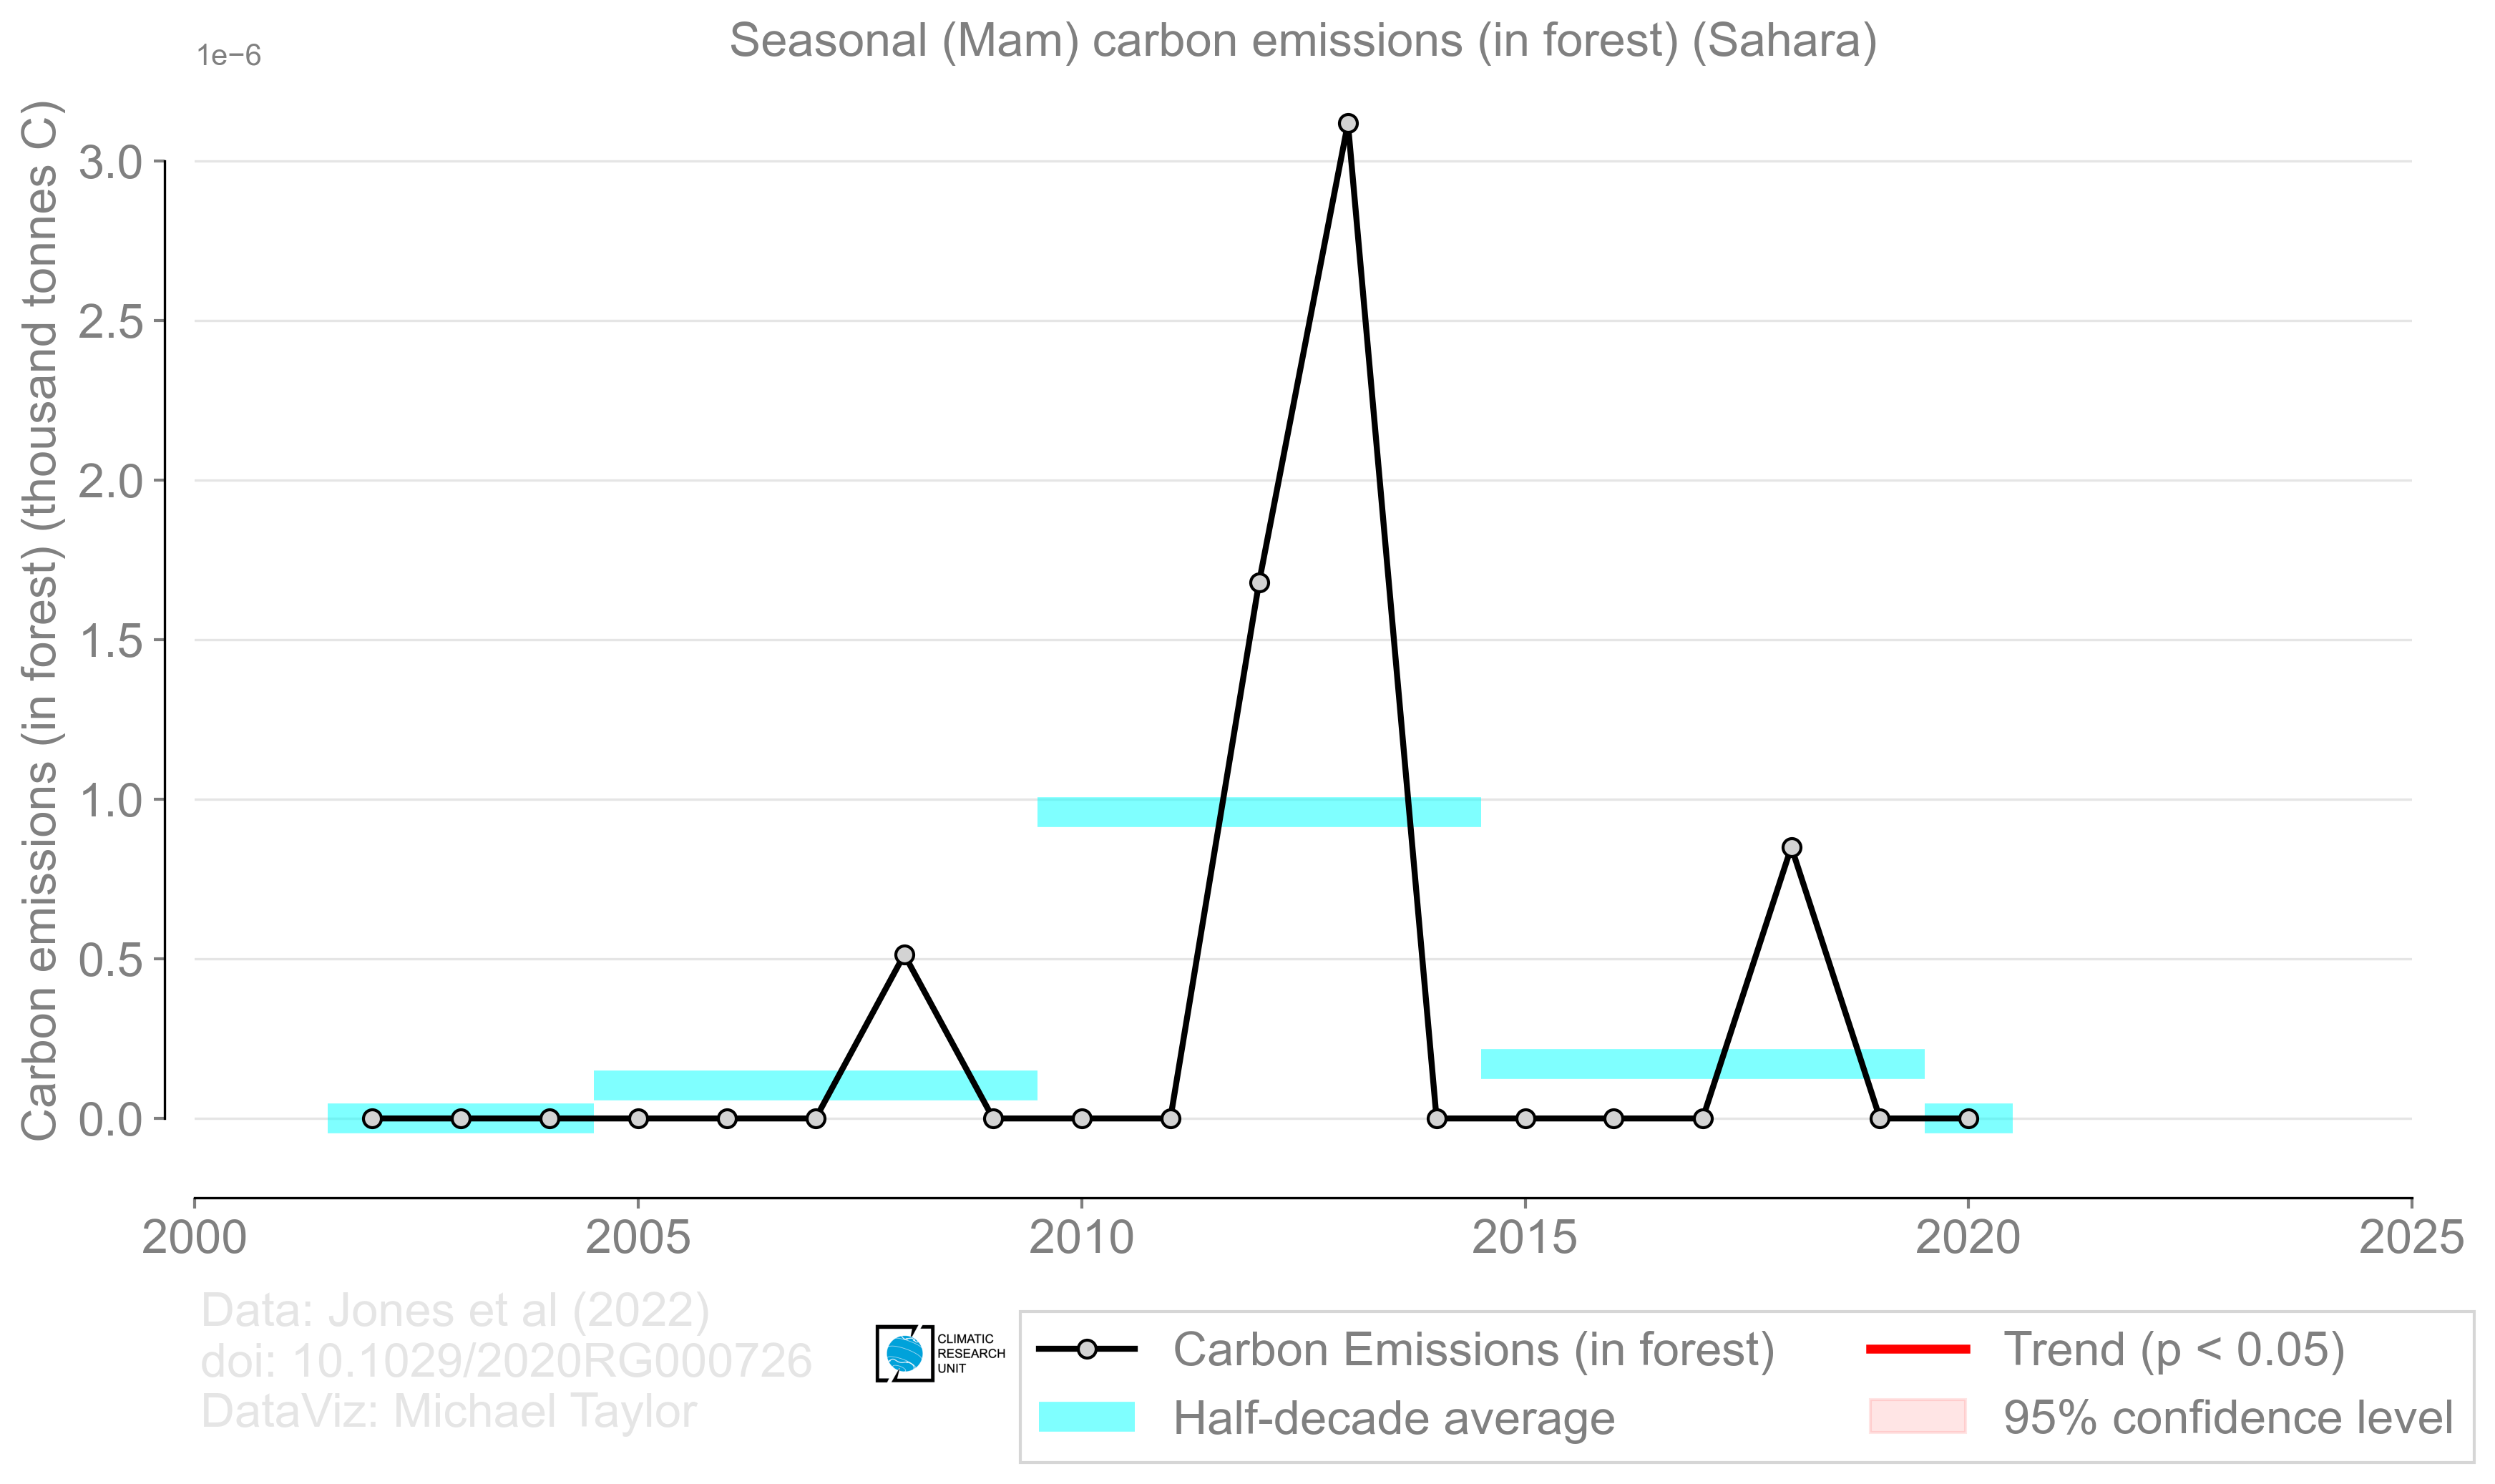 Seasonal (Mam) carbon emissions (in forest) (Sahara)
1e−6
Carbon emissions (in forest) (thousand tonnes C)
3.0
2.5
2.0
1.5
1.0
0.5
0.0
2000 2005 2010 2015 2020 2025
Data: Jones et al (2022)
doi: 10.1029/2020RG000726
DataViz: Michael Taylor
CLIMATIC
RESEARCH
UNIT
Carbon Emissions (in forest)
Half-decade average
Trend (p < 0.05)
95% confidence level